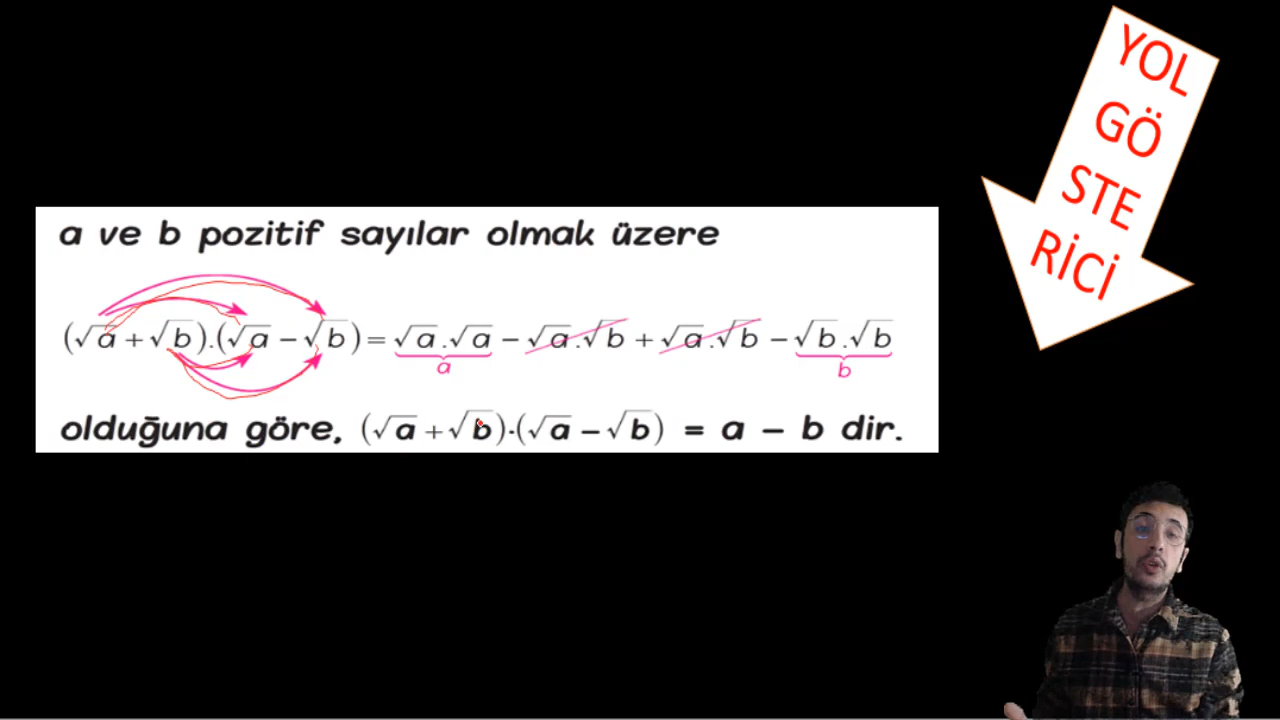 a ve b pozitif sayılar olmak üzere
(√a + √b).(√a − √b) = √a.√a − √a.√b + √a.√b − √b.√b
a b
olduğuna göre, (√a + √b)·(√a − √b) = a − b dir.
YOL
GÖ
STE
RİCİ